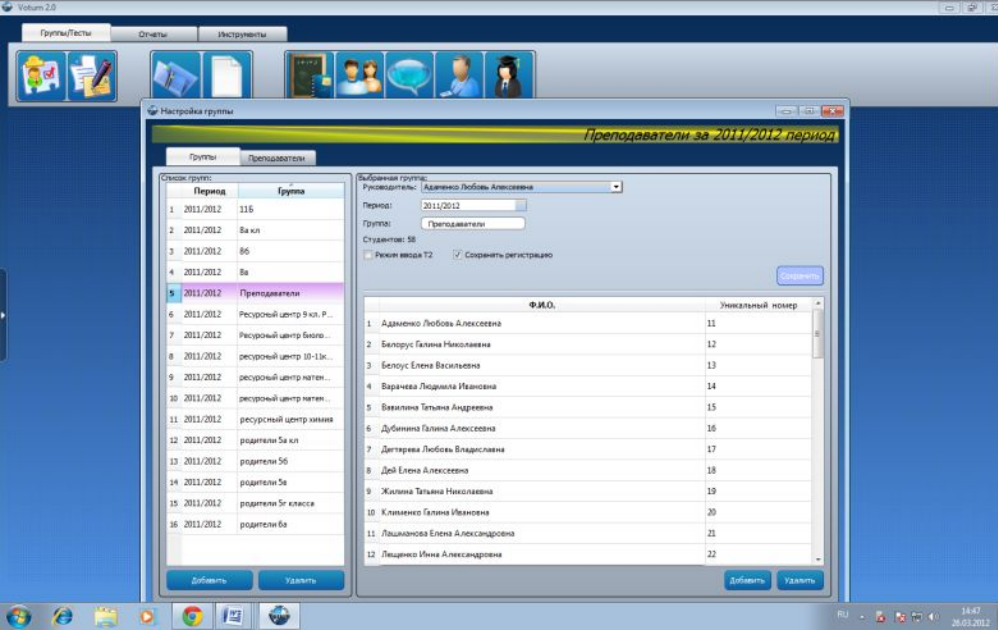 Votum 2.0
Группы/Тесты Отчеты Инструменты
Настройка группы
Преподаватели за 2011/2012 период
Группы Преподаватели
Список групп:
Период Группа
1 2011/2012 11Б
2 2011/2012 8а кл
3 2011/2012 8б
4 2011/2012 8в
5 2011/2012 Преподаватели
6 2011/2012 Ресурсный центр 9 кл. Р...
7 2011/2012 Ресурсный центр биоло...
8 2011/2012 ресурсный центр 10-11к...
9 2011/2012 ресурсный центр матем...
10 2011/2012 ресурсный центр матем...
11 2011/2012 ресурсный центр химия
12 2011/2012 родители 5а кл
13 2011/2012 родители 5б
14 2011/2012 родители 5в
15 2011/2012 родители 5г класса
16 2011/2012 родители 6а
Добавить Удалить
Выбранная группа:
Руководитель: Адаменко Любовь Алексеевна
Период: 2011/2012
Группа: Преподаватели
Студентов: 58
Режим ввода Т2 Сохранять регистрацию
Сохранить
Ф.И.О. Уникальный номер
1 Адаменко Любовь Алексеевна 11
2 Белорус Галина Николаевна 12
3 Белоус Елена Васильевна 13
4 Варачева Людмила Ивановна 14
5 Вавилина Татьяна Андреевна 15
6 Дубинина Галина Алексеевна 16
7 Дегтярева Любовь Владиславна 17
8 Дей Елена Алексеевна 18
9 Жилина Татьяна Николаевна 19
10 Клименко Галина Ивановна 20
11 Лашманова Елена Александровна 21
12 Лещенко Инна Александровна 22
Добавить Удалить
RU 14:47
26.03.2012